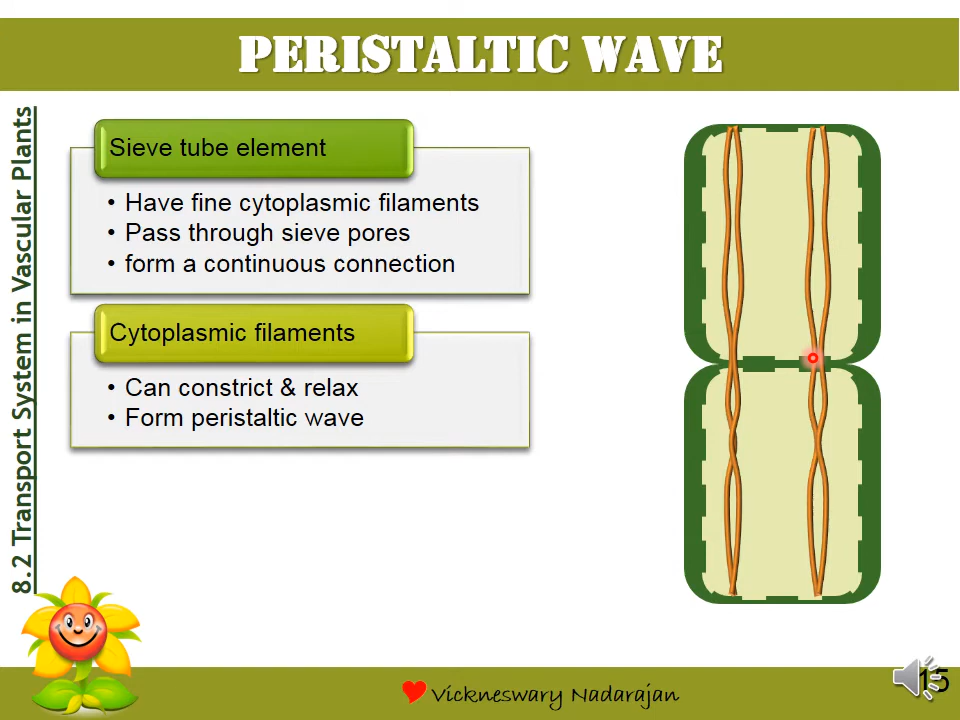 PERISTALTIC WAVE
8.2 Transport System in Vascular Plants
Sieve tube element
• Have fine cytoplasmic filaments
• Pass through sieve pores
• form a continuous connection
Cytoplasmic filaments
• Can constrict & relax
• Form peristaltic wave
Vickneswary Nadarajan
15